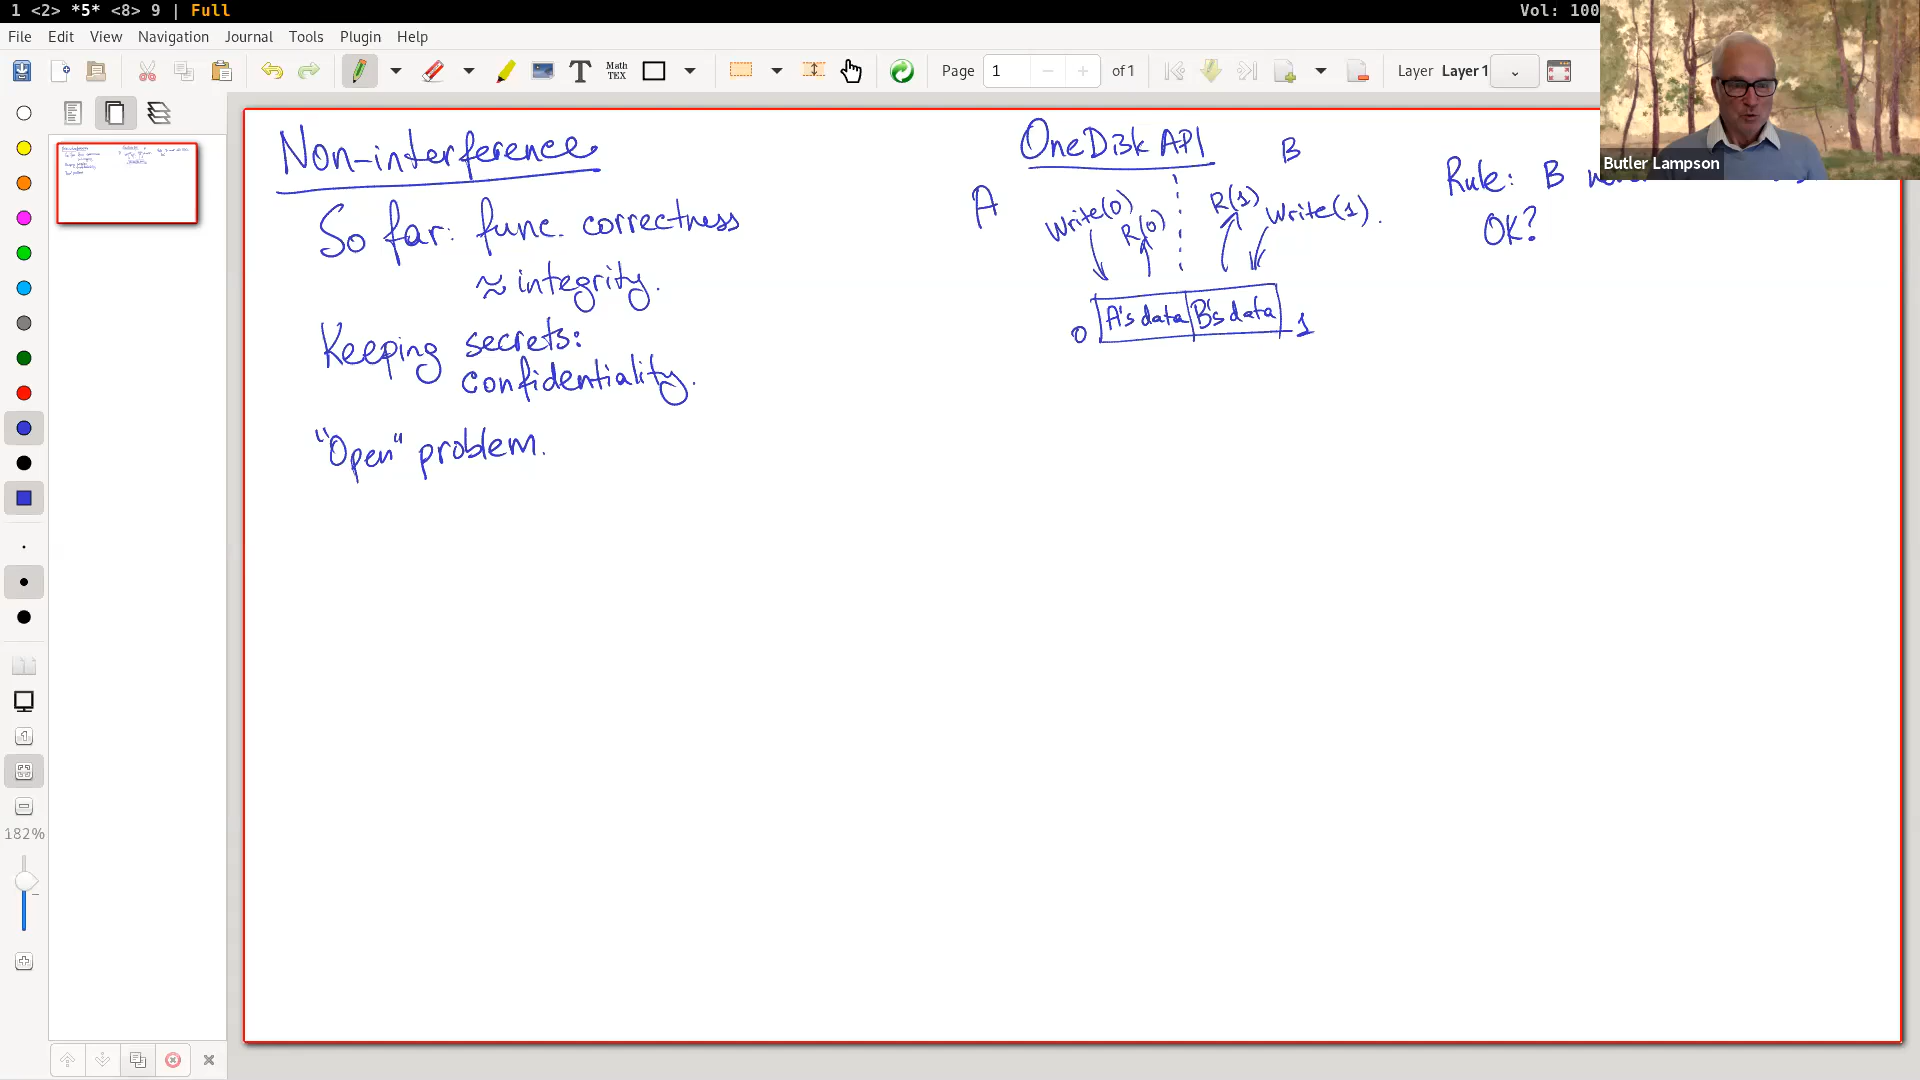 1 <2> *5* <8> 9 | Full
Vol: 100
File Edit View Navigation Journal Tools Plugin Help
Math
TEX
Page 1 of 1
Layer Layer 1
Butler Lampson
Non-interference
So far: func. correctness
≈ integrity.
Keeping secrets:
confidentiality.
"Open" problem.
OneDisk API
A
B
Write(0)
R(0)
R(1)
Write(1).
0
A's data
B's data
1
Rule: B
OK?
182%